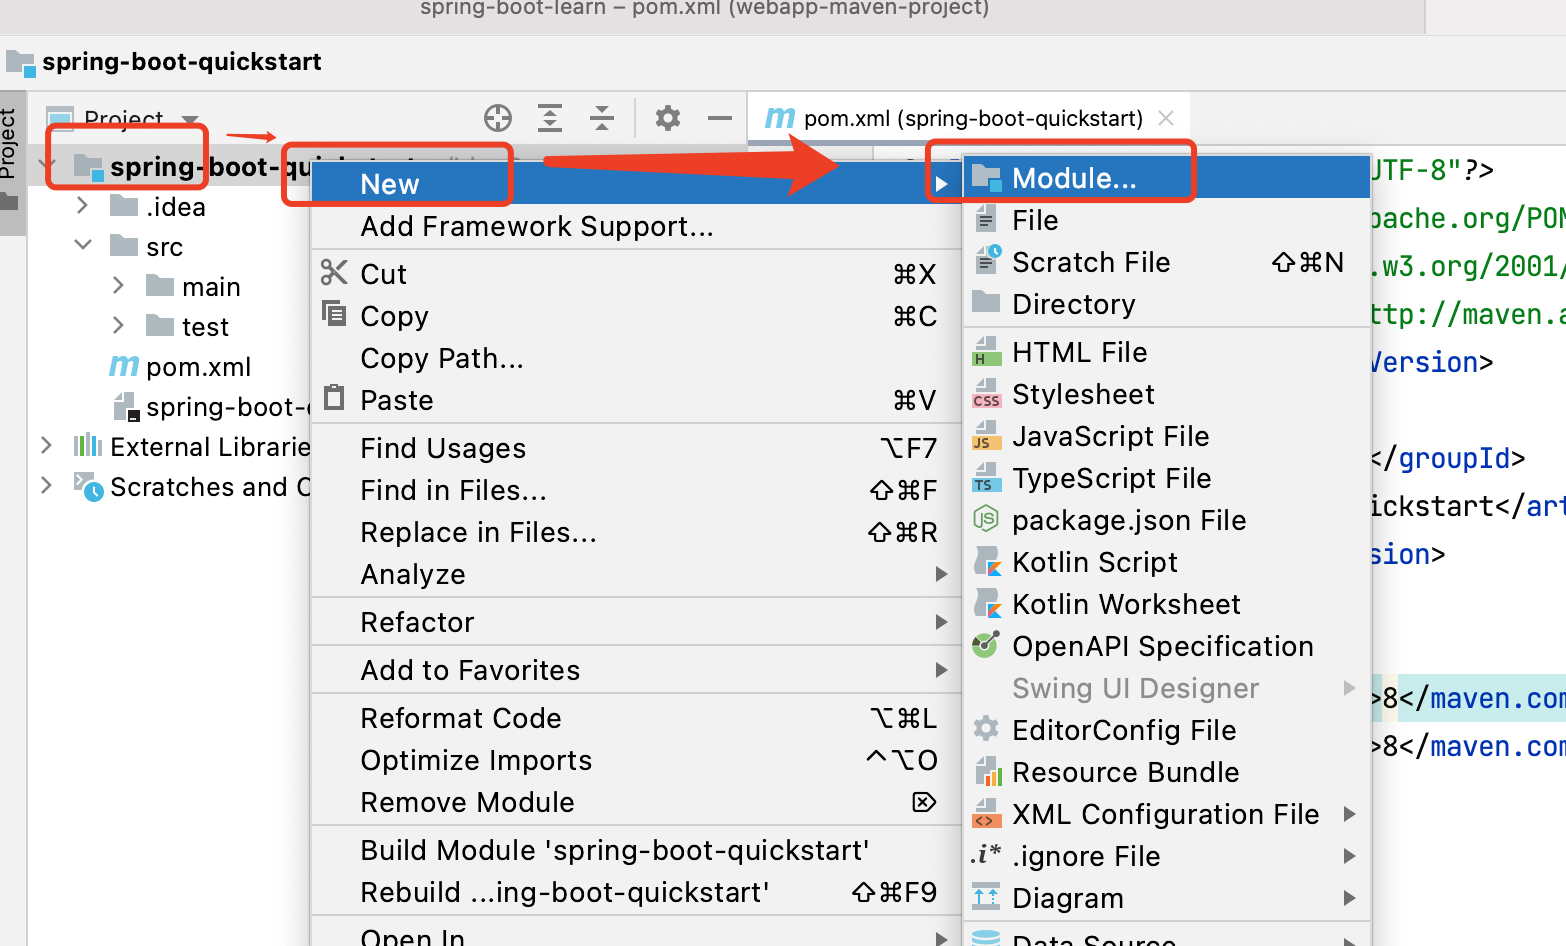 spring-boot-learn – pom.xml (webapp-maven-project)
spring-boot-quickstart
Project
Project
pom.xml (spring-boot-quickstart)
spring-boot-qu
.idea
src
main
test
pom.xml
spring-boot-
External Librarie
Scratches and C
New
Add Framework Support...
Cut ⌘X
Copy ⌘C
Copy Path...
Paste ⌘V
Find Usages ⌥F7
Find in Files... ⇧⌘F
Replace in Files... ⇧⌘R
Analyze
Refactor
Add to Favorites
Reformat Code ⌥⌘L
Optimize Imports ^⌥O
Remove Module ⌦
Build Module 'spring-boot-quickstart'
Rebuild ...ing-boot-quickstart' ⇧⌘F9
Open In
Module...
File
Scratch File ⇧⌘N
Directory
HTML File
Stylesheet
JavaScript File
TypeScript File
package.json File
Kotlin Script
Kotlin Worksheet
OpenAPI Specification
Swing UI Designer
EditorConfig File
Resource Bundle
XML Configuration File
.ignore File
Diagram
Data Source
UTF-8"?>
pache.org/POM
.w3.org/2001/
ttp://maven.a
Version>
</groupId>
ickstart</art
sion>
>8</maven.com
>8</maven.com